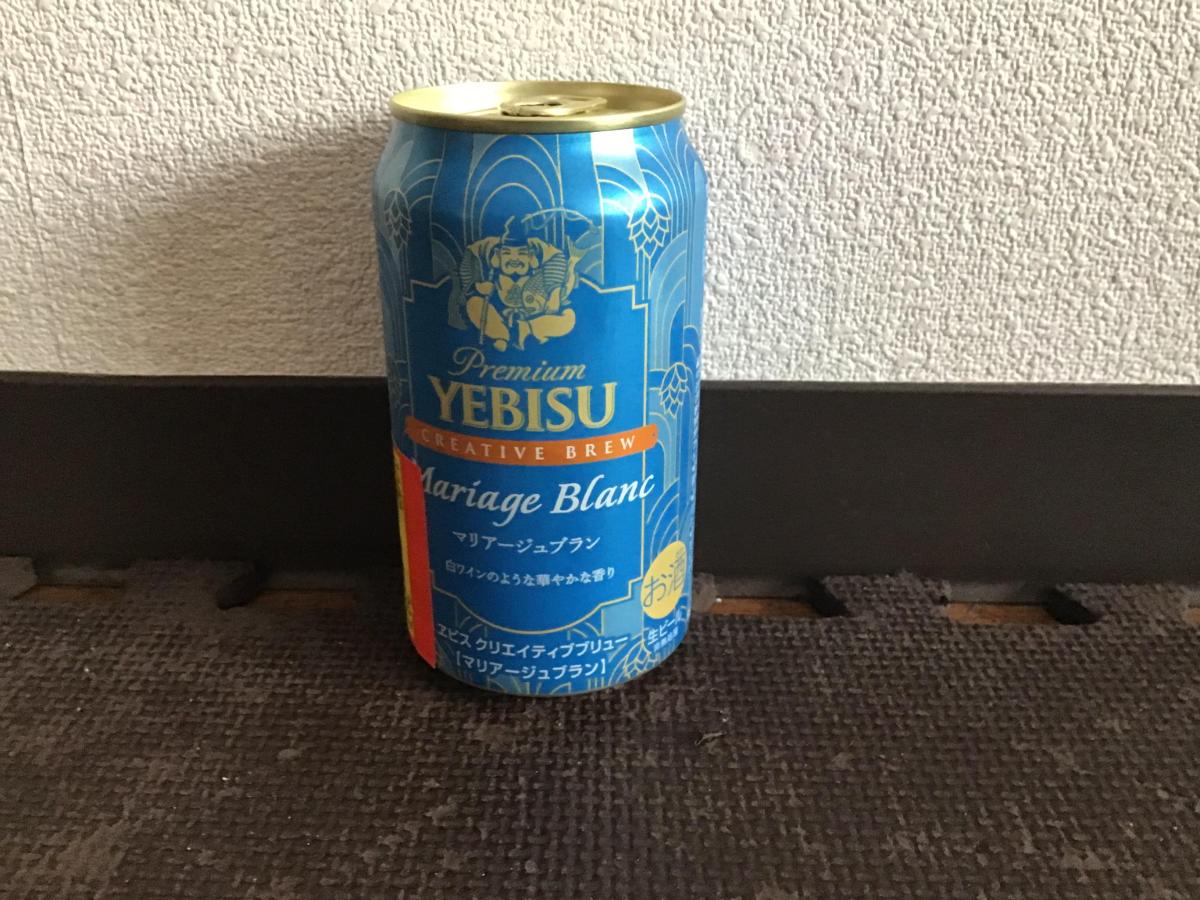 Premium
YEBISU
CREATIVE BREW
Mariage Blanc
マリアージュブラン
白ワインのような華やかな香り
お酒
ヱビス クリエイティブブリュー
【マリアージュブラン】
生ビール